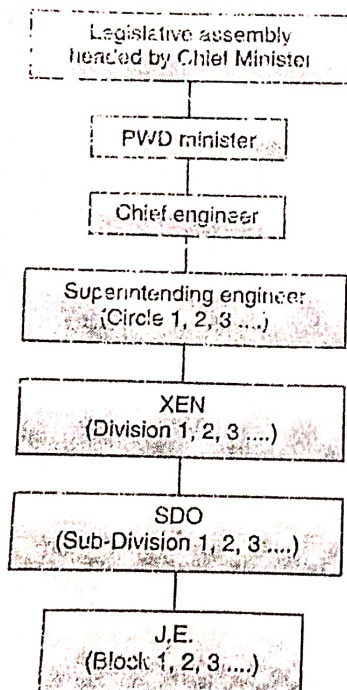 Legislative assembly
headed by Chief Minister
PWD minister
Chief engineer
Superintending engineer
(Circle 1, 2, 3 ....)
XEN
(Division 1, 2, 3 ....)
SDO
(Sub-Division 1, 2, 3 ....)
J.E.
(Block 1, 2, 3 ....)